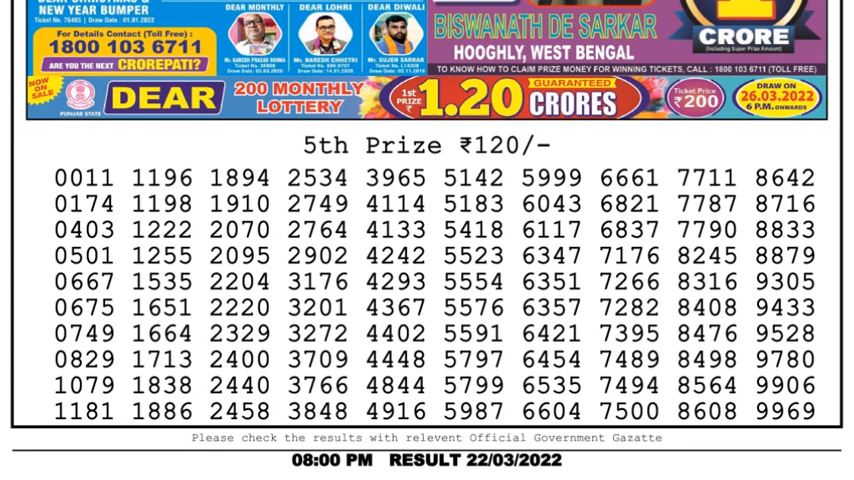 NEW YEAR BUMPER
Ticket No. 76485 | Draw Date : 01.01.2022
For Details Contact (Toll Free) :
1800 103 6711
ARE YOU THE NEXT CROREPATI?
DEAR MONTHLY
DEAR LOHRI
DEAR DIWALI
Mr. NARESH CHHETRI
Mr. SUJEN SARKAR
BISWANATH DE SARKAR
HOOGHLY, WEST BENGAL
TO KNOW HOW TO CLAIM PRIZE MONEY FOR WINNING TICKETS, CALL : 1800 103 6711 (TOLL FREE)
1
CRORE
(Including Super Prize Amount)
NOW ON SALE
PUNJAB STATE
DEAR
200 MONTHLY
LOTTERY
1st PRIZE ₹
1.20
GUARANTEED
CRORES
Ticket Price
₹200
DRAW ON
26.03.2022
6 P.M. ONWARDS
5th Prize ₹120/-
0011 1196 1894 2534 3965 5142 5999 6661 7711 8642
0174 1198 1910 2749 4114 5183 6043 6821 7787 8716
0403 1222 2070 2764 4133 5418 6117 6837 7790 8833
0501 1255 2095 2902 4242 5523 6347 7176 8245 8879
0667 1535 2204 3176 4293 5554 6351 7266 8316 9305
0675 1651 2220 3201 4367 5576 6357 7282 8408 9433
0749 1664 2329 3272 4402 5591 6421 7395 8476 9528
0829 1713 2400 3709 4448 5797 6454 7489 8498 9780
1079 1838 2440 3766 4844 5799 6535 7494 8564 9906
1181 1886 2458 3848 4916 5987 6604 7500 8608 9969
Please check the results with relevent Official Government Gazatte
08:00 PM RESULT 22/03/2022